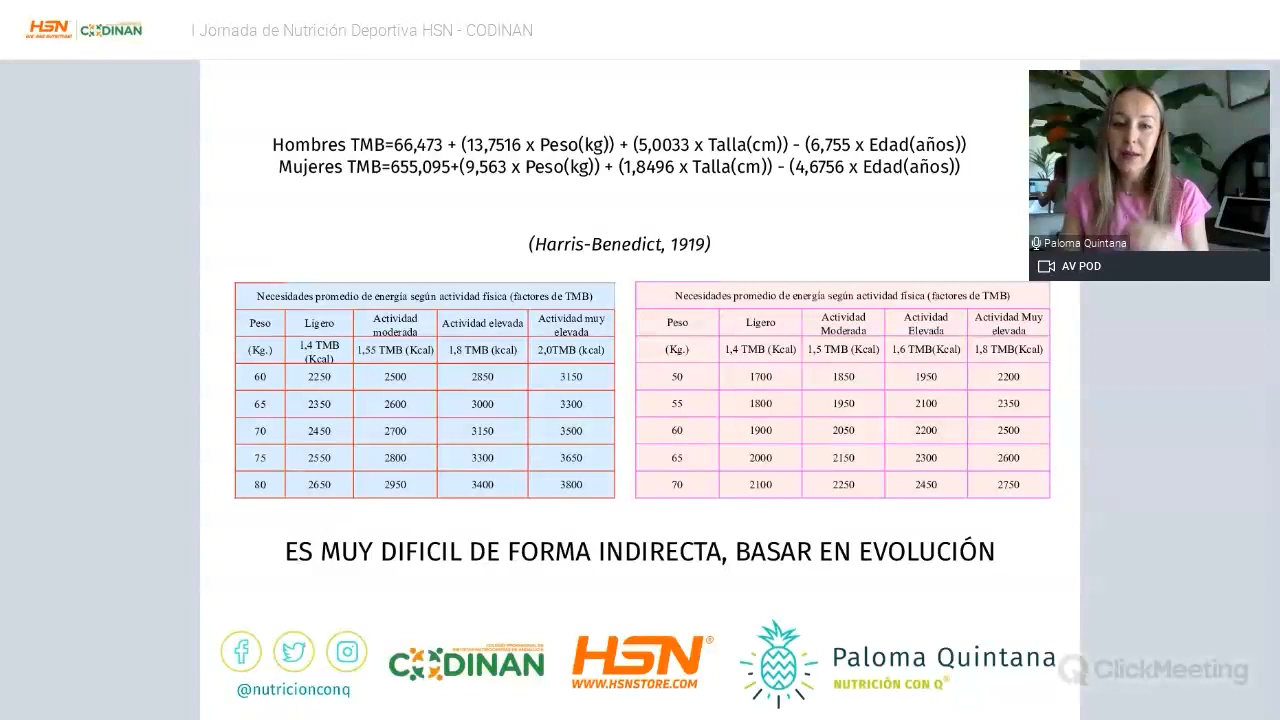 HSN CODINAN I Jornada de Nutrición Deportiva HSN - CODINAN
Hombres TMB=66,473 + (13,7516 x Peso(kg)) + (5,0033 x Talla(cm)) - (6,755 x Edad(años))
Mujeres TMB=655,095+(9,563 x Peso(kg)) + (1,8496 x Talla(cm)) - (4,6756 x Edad(años))
(Harris-Benedict, 1919)
Paloma Quintana
AV POD
Necesidades promedio de energía según actividad física (factores de TMB)
Peso Ligero Actividad moderada Actividad elevada Actividad muy elevada
(Kg.) 1,4 TMB (Kcal) 1,55 TMB (Kcal) 1,8 TMB (kcal) 2,0TMB (kcal)
60 2250 2500 2850 3150
65 2350 2600 3000 3300
70 2450 2700 3150 3500
75 2550 2800 3300 3650
80 2650 2950 3400 3800
Necesidades promedio de energía según actividad física (factores de TMB)
Peso Ligero Actividad Moderada Actividad Elevada Actividad Muy elevada
(Kg.) 1,4 TMB (Kcal) 1,5 TMB (Kcal) 1,6 TMB(Kcal) 1,8 TMB(Kcal)
50 1700 1850 1950 2200
55 1800 1950 2100 2350
60 1900 2050 2200 2500
65 2000 2150 2300 2600
70 2100 2250 2450 2750
ES MUY DIFICIL DE FORMA INDIRECTA, BASAR EN EVOLUCIÓN
@nutricionconq
CODINAN
HSN®
WWW.HSNSTORE.COM
Paloma Quintana
NUTRICIÓN CON Q®
ClickMeeting